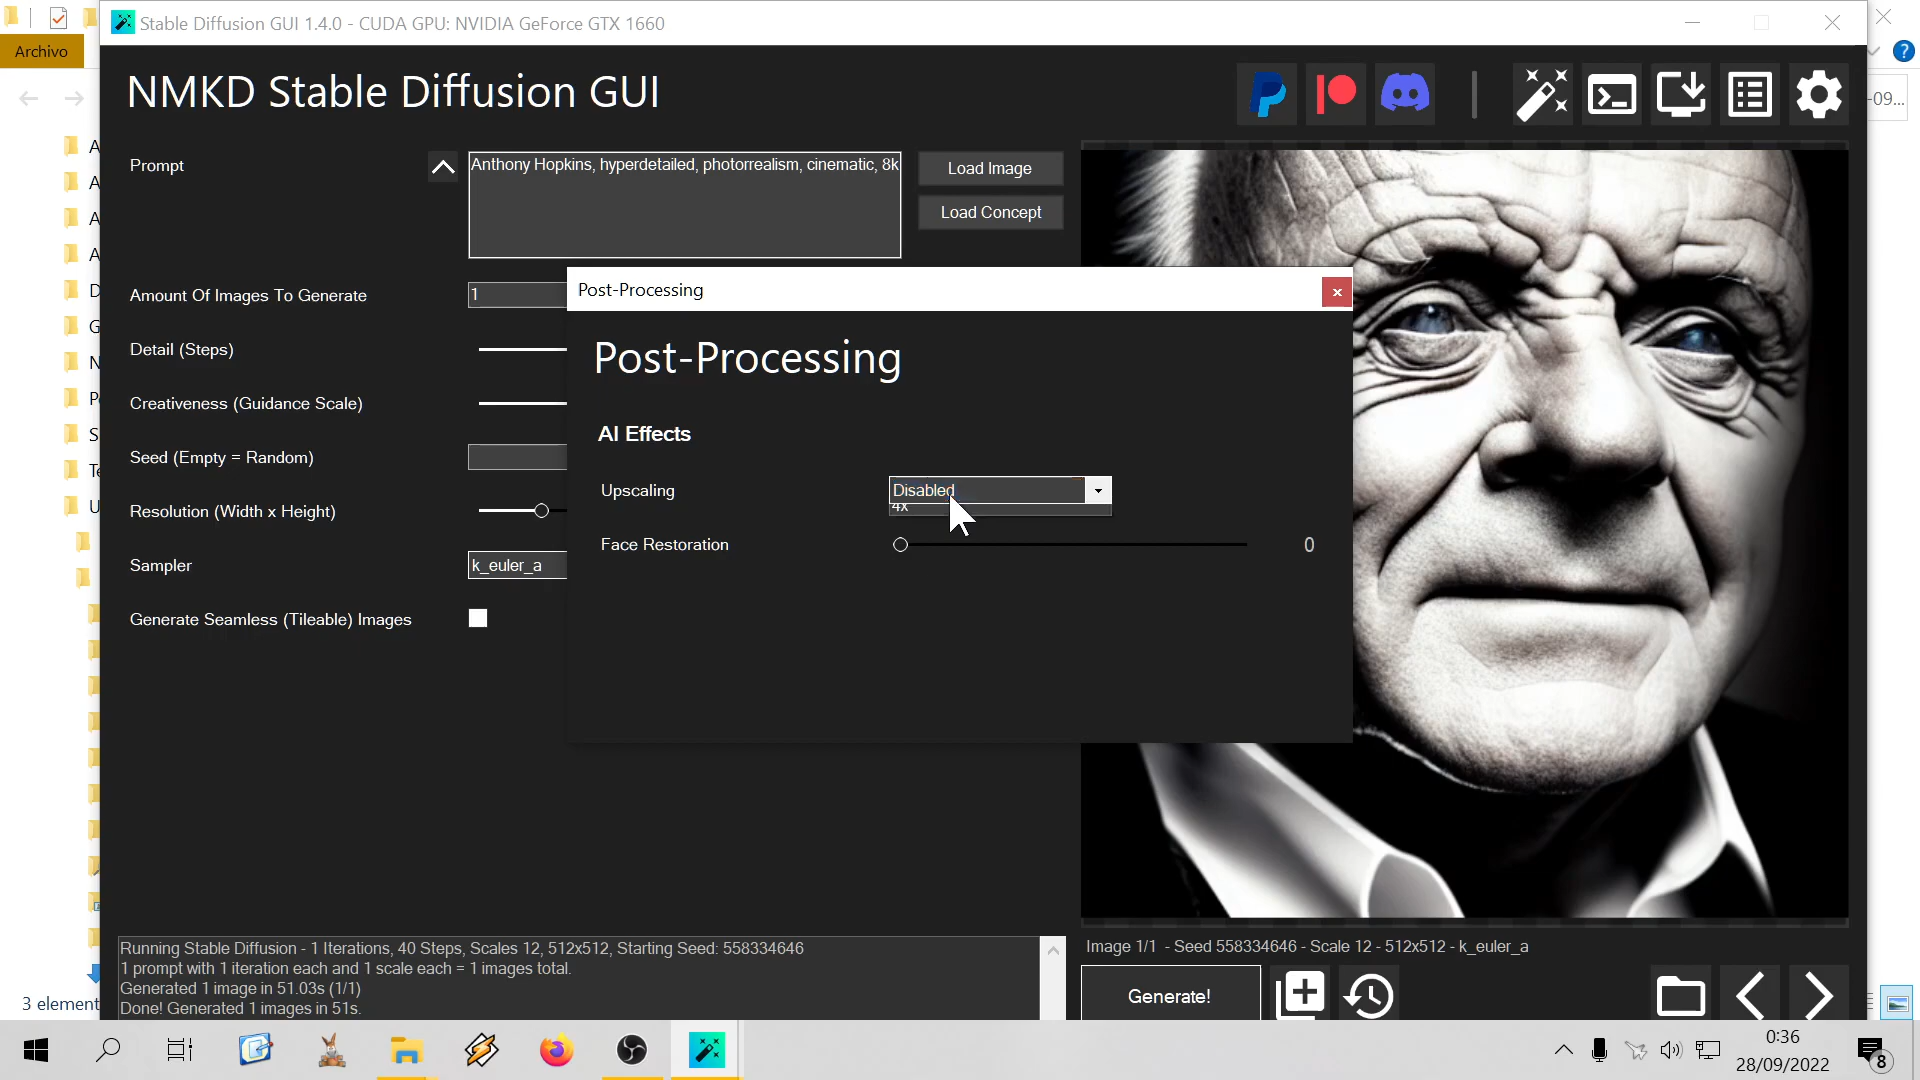 Stable Diffusion GUI 1.4.0 - CUDA GPU: NVIDIA GeForce GTX 1660
Archivo
NMKD Stable Diffusion GUI
-09...
Prompt
Anthony Hopkins, hyperdetailed, photorrealism, cinematic, 8k
Load Image
Load Concept
Amount Of Images To Generate
1
Detail (Steps)
Creativeness (Guidance Scale)
Seed (Empty = Random)
Resolution (Width x Height)
Sampler
k_euler_a
Generate Seamless (Tileable) Images
Post-Processing
Post-Processing
AI Effects
Upscaling
Disabled
4x
Face Restoration
0
A
A
A
A
D
G
N
P
S
Te
U
Running Stable Diffusion - 1 Iterations, 40 Steps, Scales 12, 512x512, Starting Seed: 558334646
1 prompt with 1 iteration each and 1 scale each = 1 images total.
Generated 1 image in 51.03s (1/1)
Done! Generated 1 images in 51s.
Image 1/1 - Seed 558334646 - Scale 12 - 512x512 - k_euler_a
Generate!
3 element
0:36
28/09/2022
8